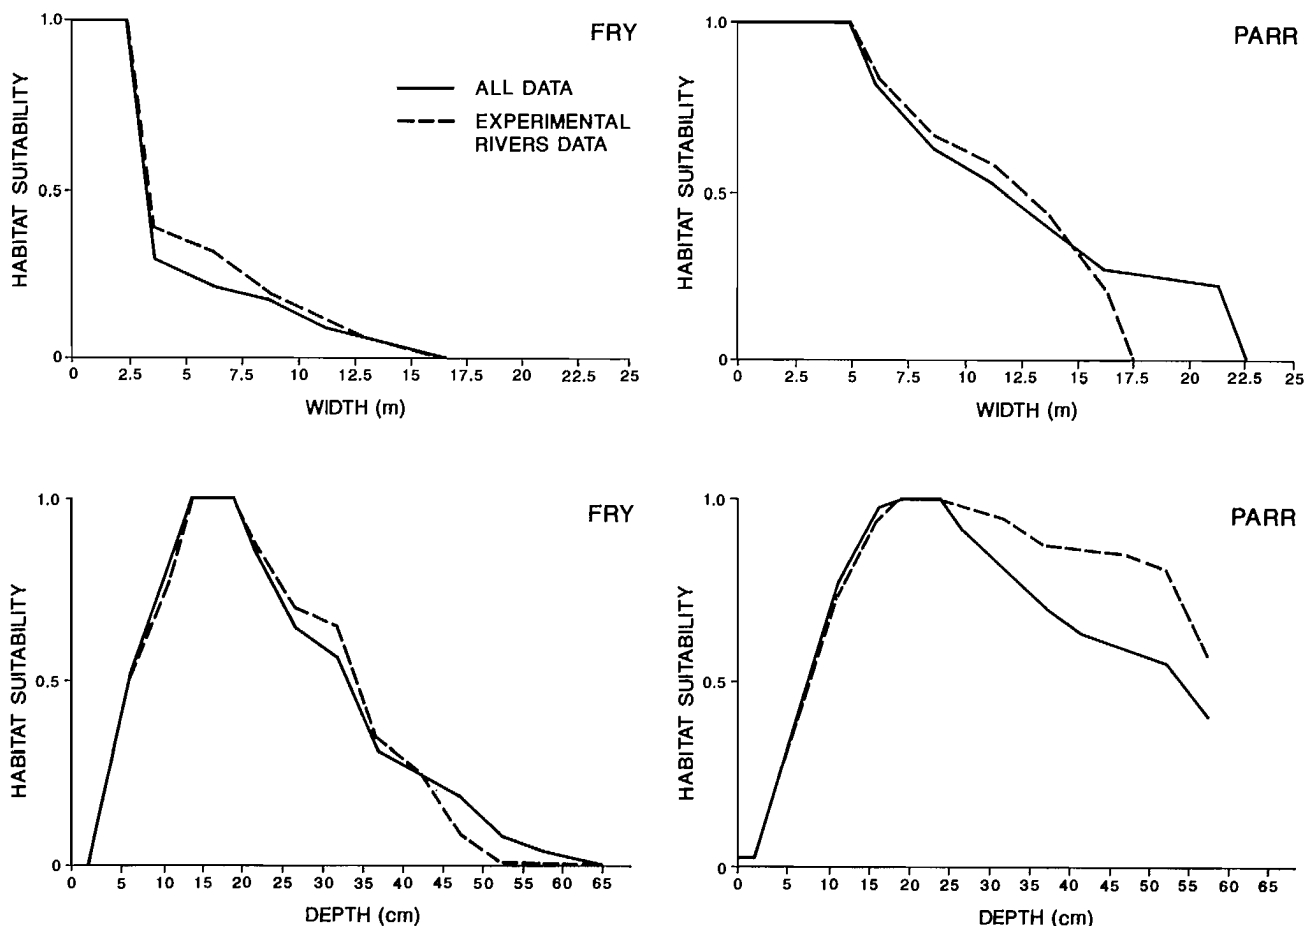 FRY
ALL DATA
EXPERIMENTAL
RIVERS DATA
HABITAT SUITABILITY
1.0
0.5
0
0 2.5 5 7.5 10 12.5 15 17.5 20 22.5 25
WIDTH (m)
PARR
HABITAT SUITABILITY
1.0
0.5
0
0 2.5 5 7.5 10 12.5 15 17.5 20 22.5 25
WIDTH (m)
FRY
HABITAT SUITABILITY
1.0
0.5
0
0 5 10 15 20 25 30 35 40 45 50 55 60 65
DEPTH (cm)
PARR
HABITAT SUITABILITY
1.0
0.5
0
0 5 10 15 20 25 30 35 40 45 50 55 60 65
DEPTH (cm)